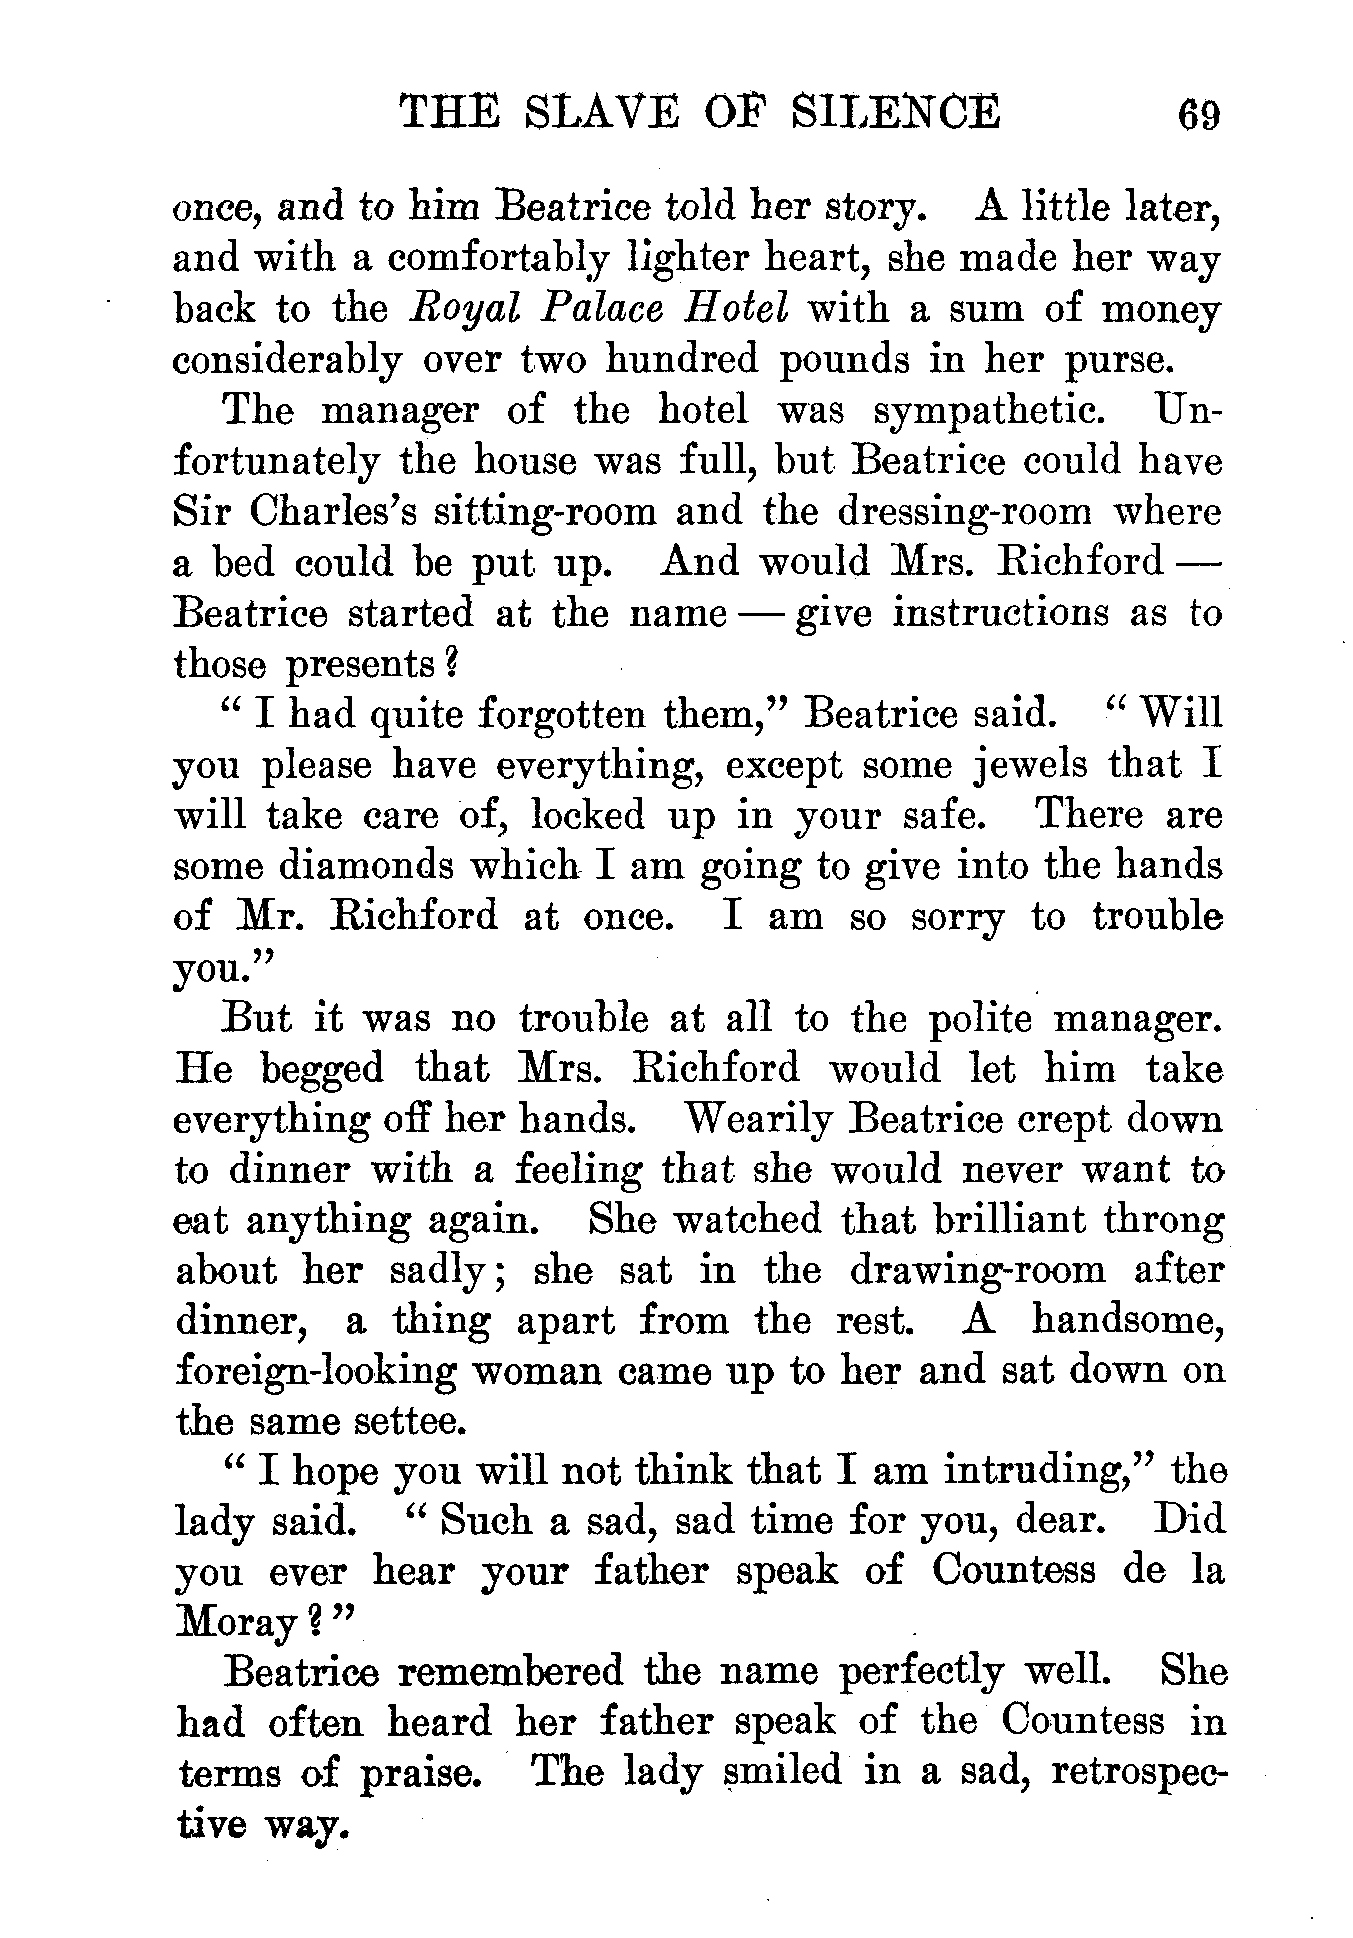 THE SLAVE OF SILENCE 69
once, and to him Beatrice told her story. A little later,
and with a comfortably lighter heart, she made her way
back to the Royal Palace Hotel with a sum of money
considerably over two hundred pounds in her purse.
The manager of the hotel was sympathetic. Un-
fortunately the house was full, but Beatrice could have
Sir Charles's sitting-room and the dressing-room where
a bed could be put up. And would Mrs. Richford —
Beatrice started at the name — give instructions as to
those presents?
" I had quite forgotten them," Beatrice said. " Will
you please have everything, except some jewels that I
will take care of, locked up in your safe. There are
some diamonds which I am going to give into the hands
of Mr. Richford at once. I am so sorry to trouble
you."
But it was no trouble at all to the polite manager.
He begged that Mrs. Richford would let him take
everything off her hands. Wearily Beatrice crept down
to dinner with a feeling that she would never want to
eat anything again. She watched that brilliant throng
about her sadly; she sat in the drawing-room after
dinner, a thing apart from the rest. A handsome,
foreign-looking woman came up to her and sat down on
the same settee.
" I hope you will not think that I am intruding," the
lady said. " Such a sad, sad time for you, dear. Did
you ever hear your father speak of Countess de la
Moray?"
Beatrice remembered the name perfectly well. She
had often heard her father speak of the Countess in
terms of praise. The lady smiled in a sad, retrospec-
tive way.